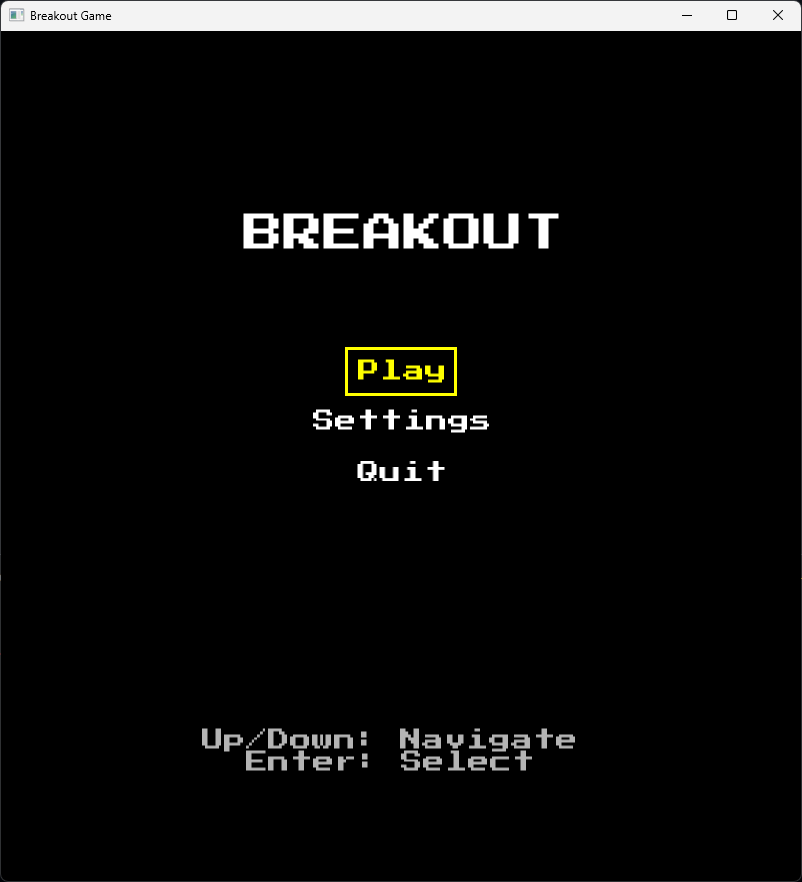 Breakout Game
BREAKOUT
Play
Settings
Quit
Up/Down: Navigate
Enter: Select